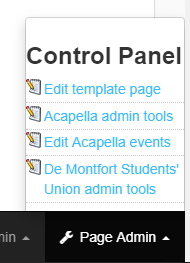 Control Panel
Edit template page
Acapella admin tools
Edit Acapella events
De Montfort Students'
Union admin tools
Page Admin